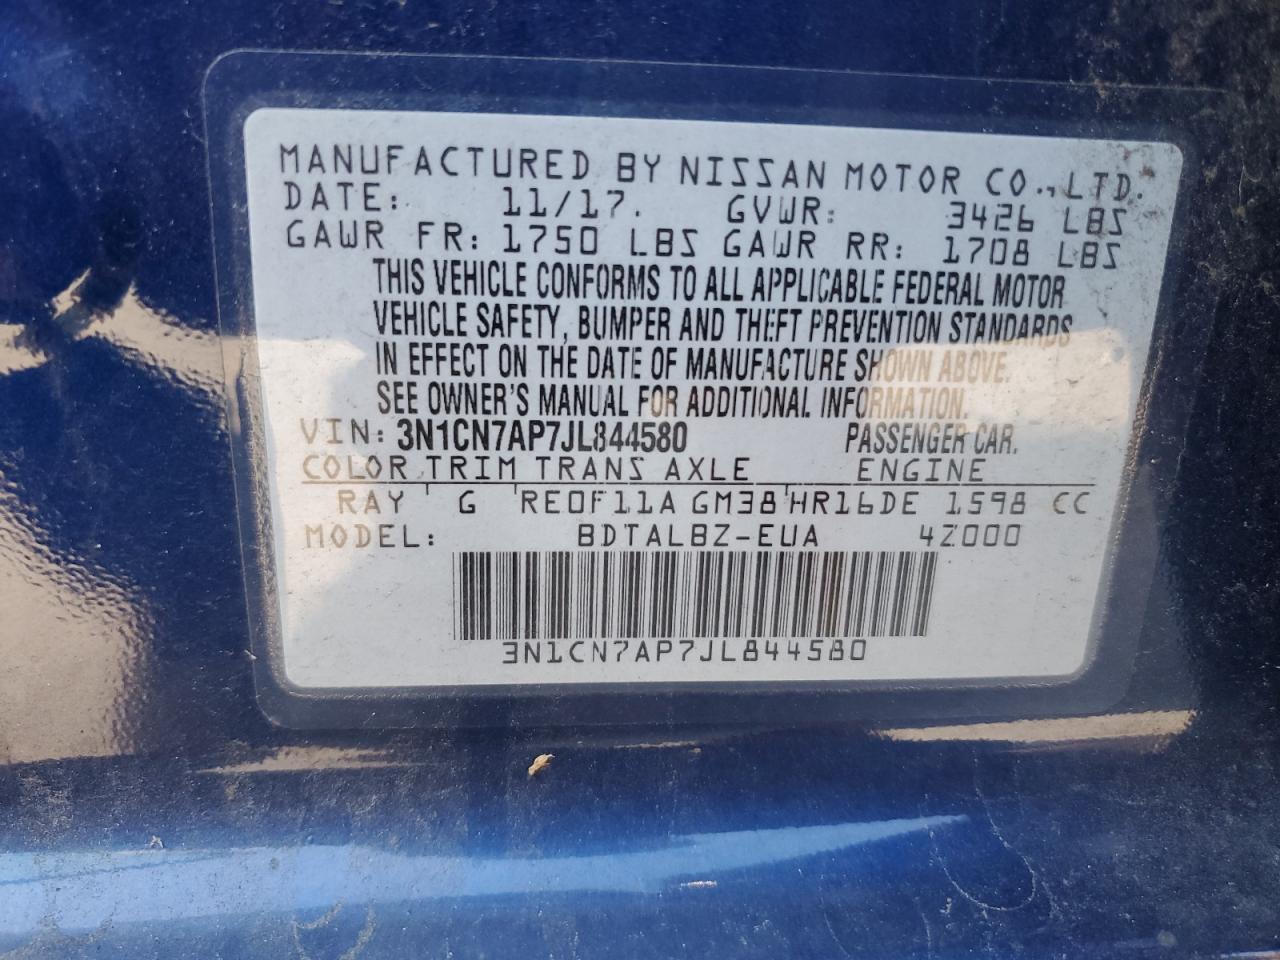 MANUFACTURED BY NISSAN MOTOR CO., LTD.
DATE: 11/17. GVWR: 3426 LBS
GAWR FR: 1750 LBS GAWR RR: 1708 LBS
THIS VEHICLE CONFORMS TO ALL APPLICABLE FEDERAL MOTOR
VEHICLE SAFETY, BUMPER AND THEFT PREVENTION STANDARDS
IN EFFECT ON THE DATE OF MANUFACTURE SHOWN ABOVE.
SEE OWNER'S MANUAL FOR ADDITIONAL INFORMATION.
VIN: 3N1CN7AP7JL844580 PASSENGER CAR.
COLOR TRIM TRANS AXLE ENGINE
RAY G RE0F11A GM38 HR16DE 1598 CC
MODEL: BDTALBZ-EUA 4Z000
3N1CN7AP7JL844580